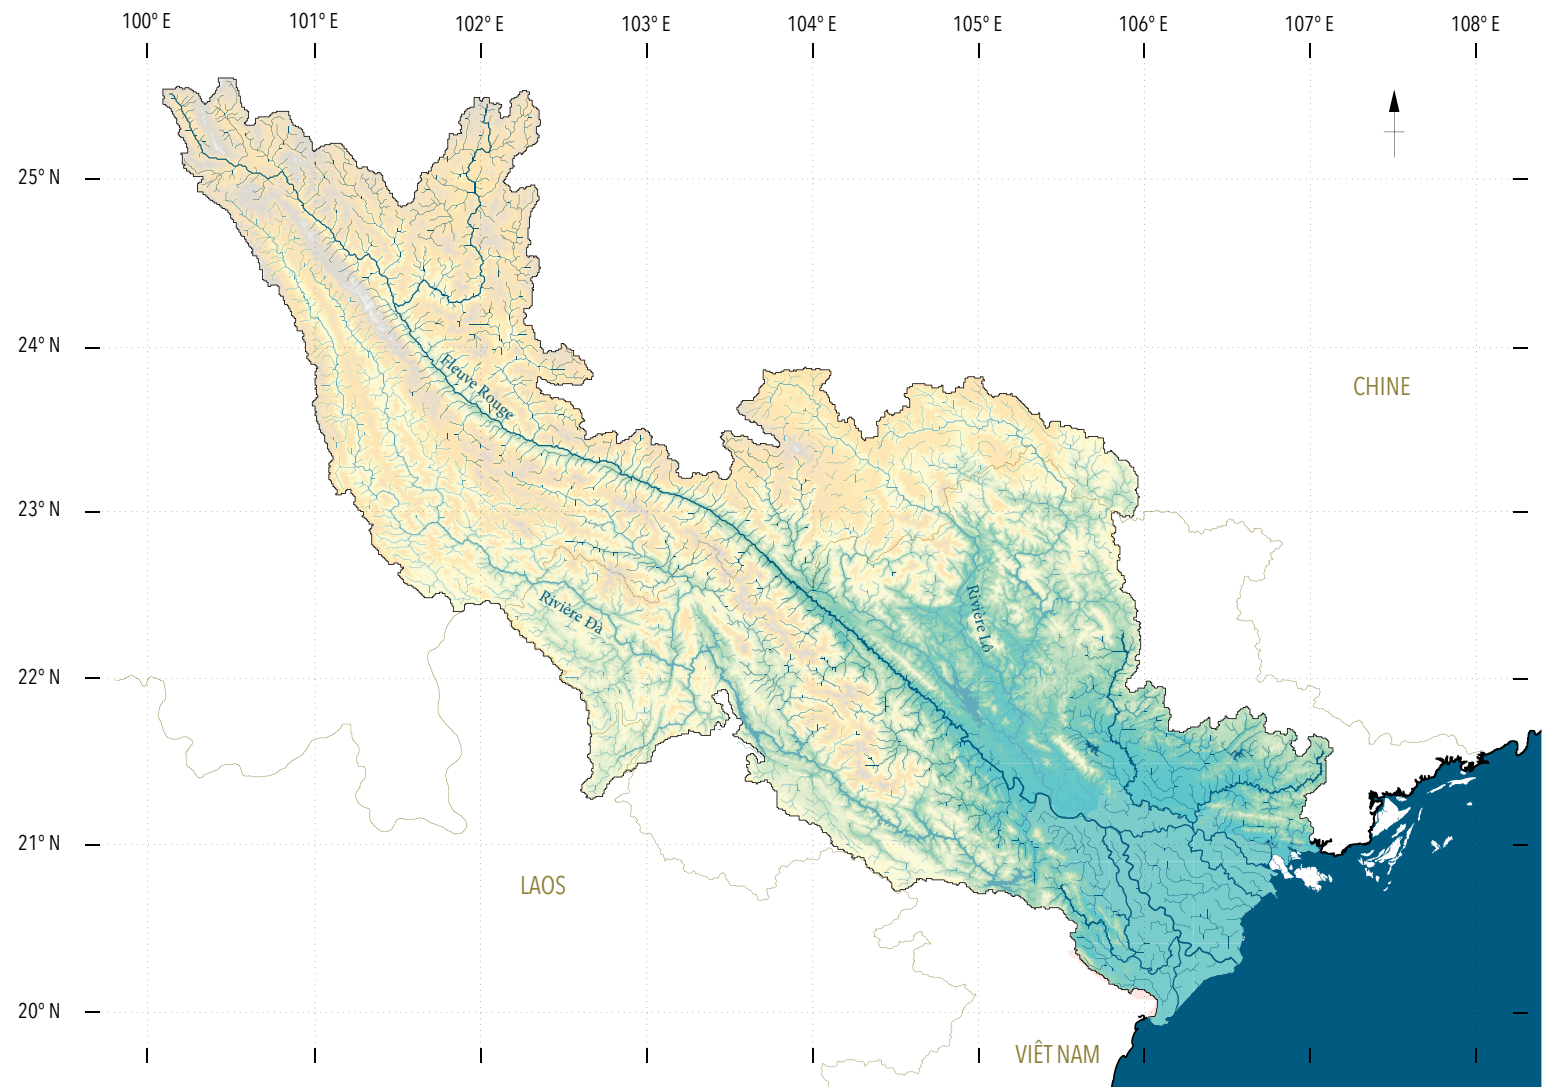 100° E
101° E
102° E
103° E
104° E
105° E
106° E
107° E
108° E
25° N
24° N
Fleuve Rouge
CHINE
23° N
Rivière Đà
Rivière Lô
22° N
21° N
LAOS
20° N
VIÊT NAM